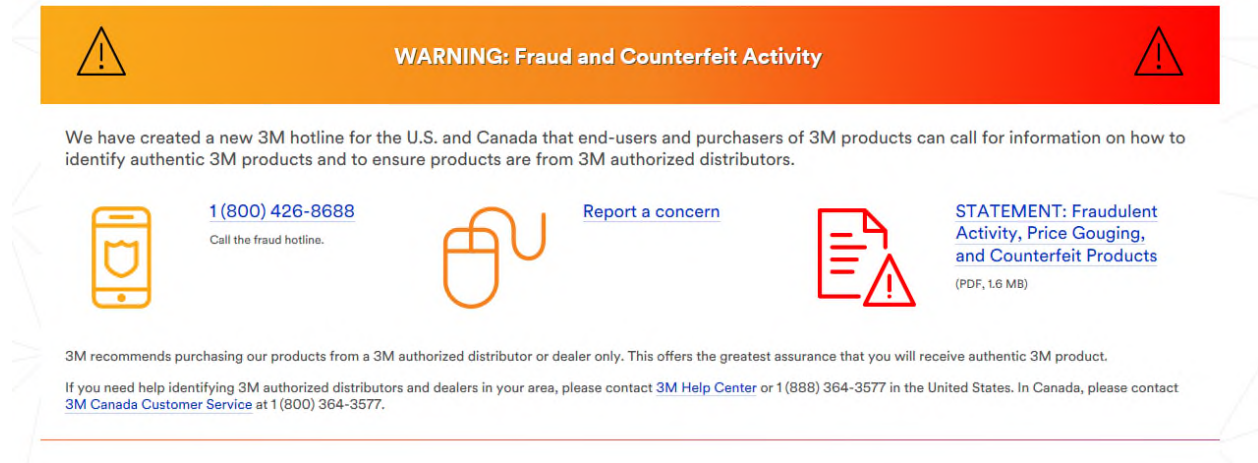 WARNING: Fraud and Counterfeit Activity
We have created a new 3M hotline for the U.S. and Canada that end-users and purchasers of 3M products can call for information on how to
identify authentic 3M products and to ensure products are from 3M authorized distributors.
1 (800) 426-8688
Call the fraud hotline.
Report a concern
STATEMENT: Fraudulent
Activity, Price Gouging,
and Counterfeit Products
(PDF, 1.6 MB)
3M recommends purchasing our products from a 3M authorized distributor or dealer only. This offers the greatest assurance that you will receive authentic 3M product.
If you need help identifying 3M authorized distributors and dealers in your area, please contact 3M Help Center or 1 (888) 364-3577 in the United States. In Canada, please contact
3M Canada Customer Service at 1 (800) 364-3577.